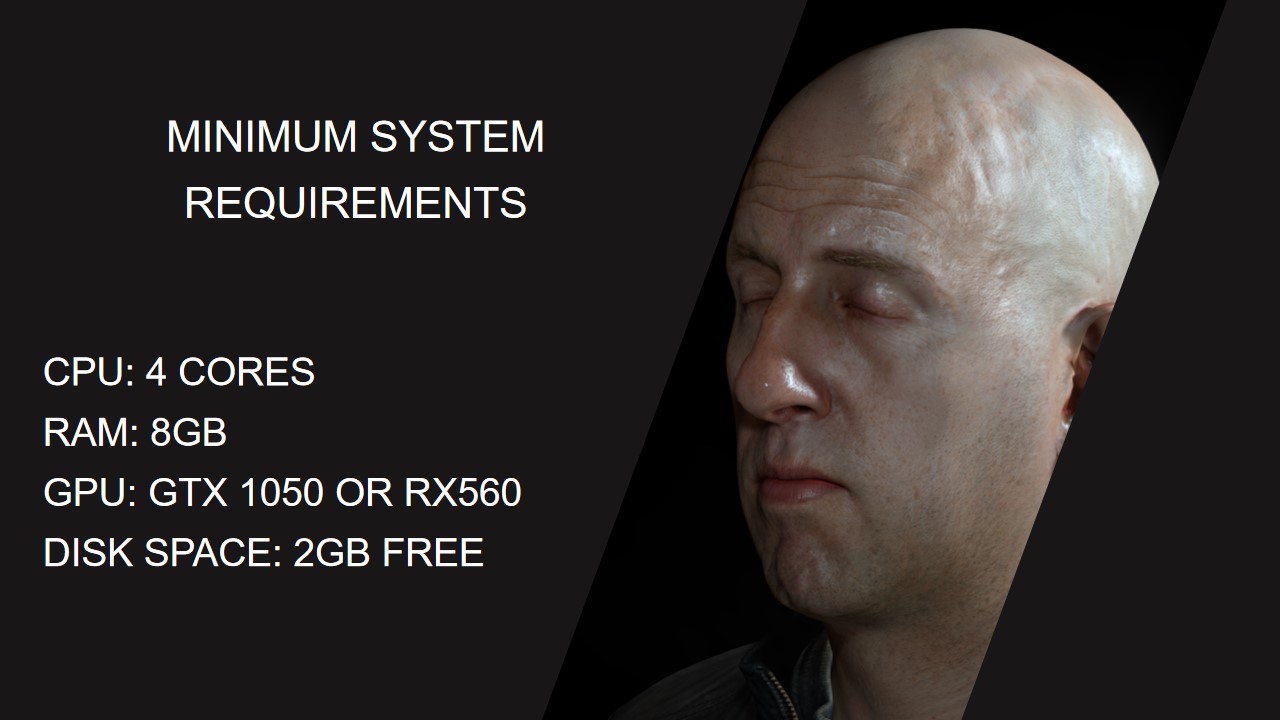 MINIMUM SYSTEM
REQUIREMENTS
CPU: 4 CORES
RAM: 8GB
GPU: GTX 1050 OR RX560
DISK SPACE: 2GB FREE